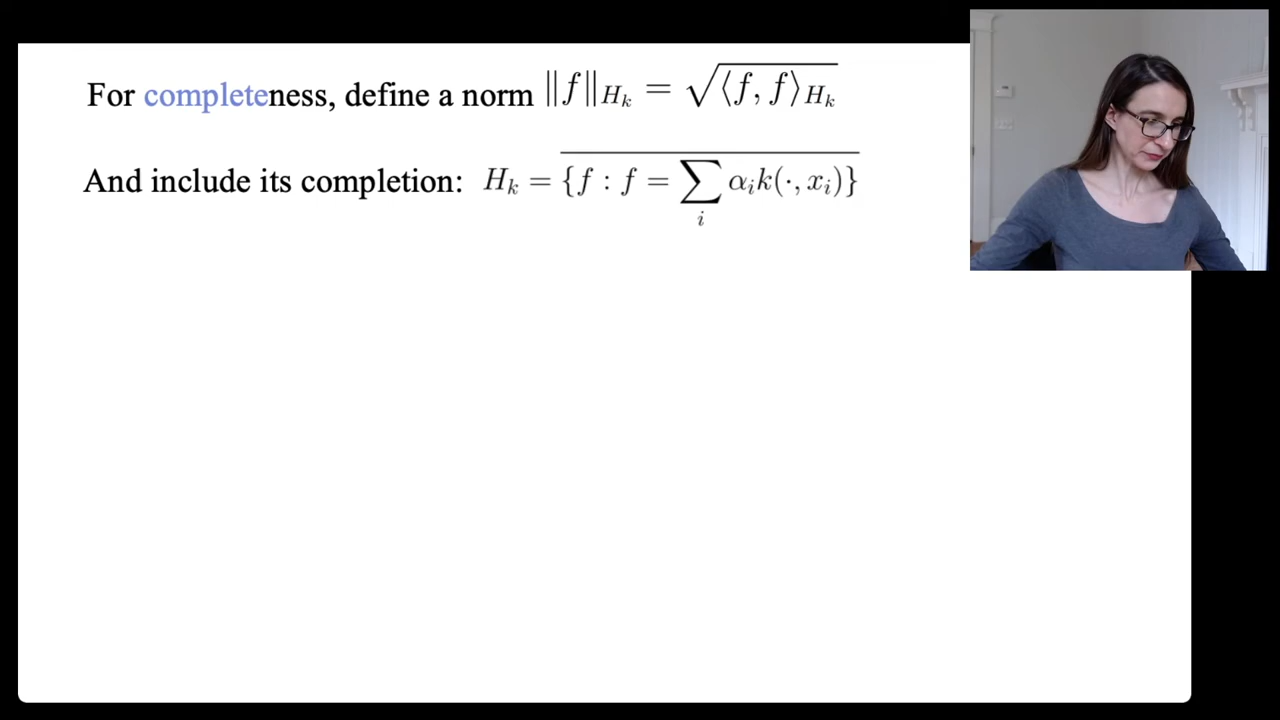 For completeness, define a norm ‖f‖_{H_k} = √⟨f, f⟩_{H_k}
And include its completion: H_k = \overline{{f : f = ∑_i α_i k(·, x_i)}}